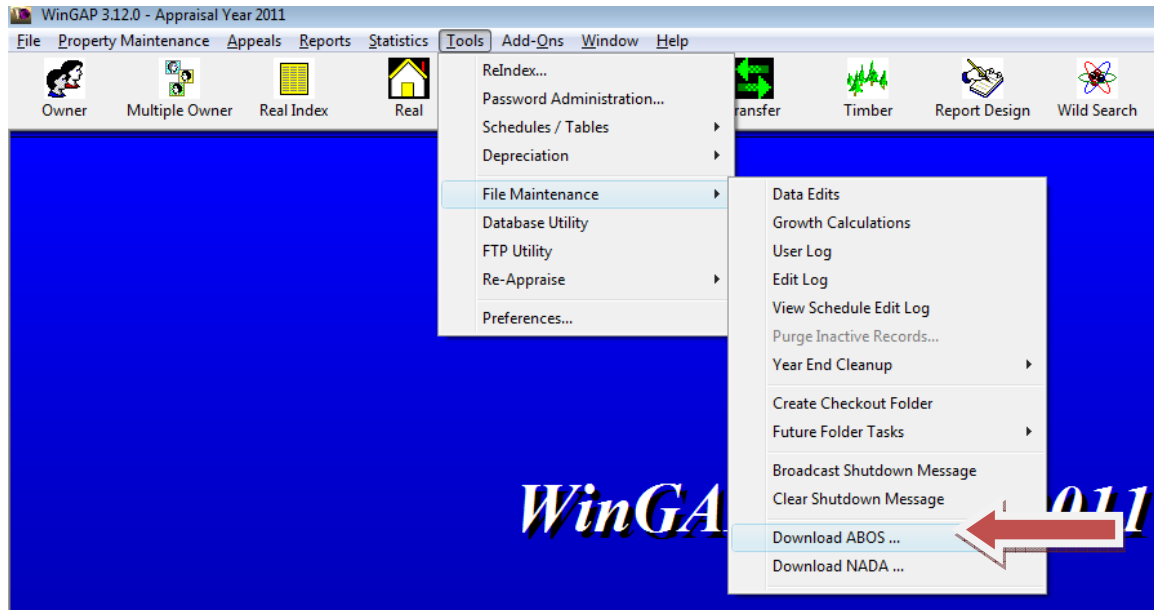 WinGAP 3.12.0 - Appraisal Year 2011
File Property Maintenance Appeals Reports Statistics Tools Add-Ons Window Help
Owner Multiple Owner Real Index Real ransfer Timber Report Design Wild Search
ReIndex...
Password Administration...
Schedules / Tables
Depreciation
File Maintenance
Database Utility
FTP Utility
Re-Appraise
Preferences...
Data Edits
Growth Calculations
User Log
Edit Log
View Schedule Edit Log
Purge Inactive Records...
Year End Cleanup
Create Checkout Folder
Future Folder Tasks
Broadcast Shutdown Message
Clear Shutdown Message
Download ABOS ...
Download NADA ...
WinGA 011